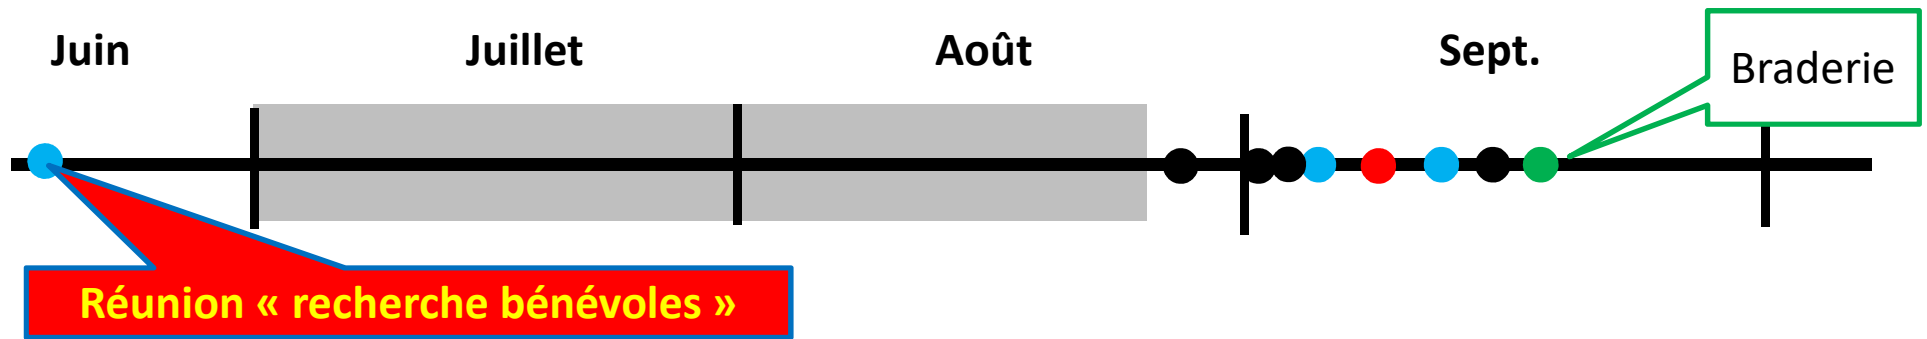 Juin
Juillet
Août
Sept.
Braderie
Réunion « recherche bénévoles »